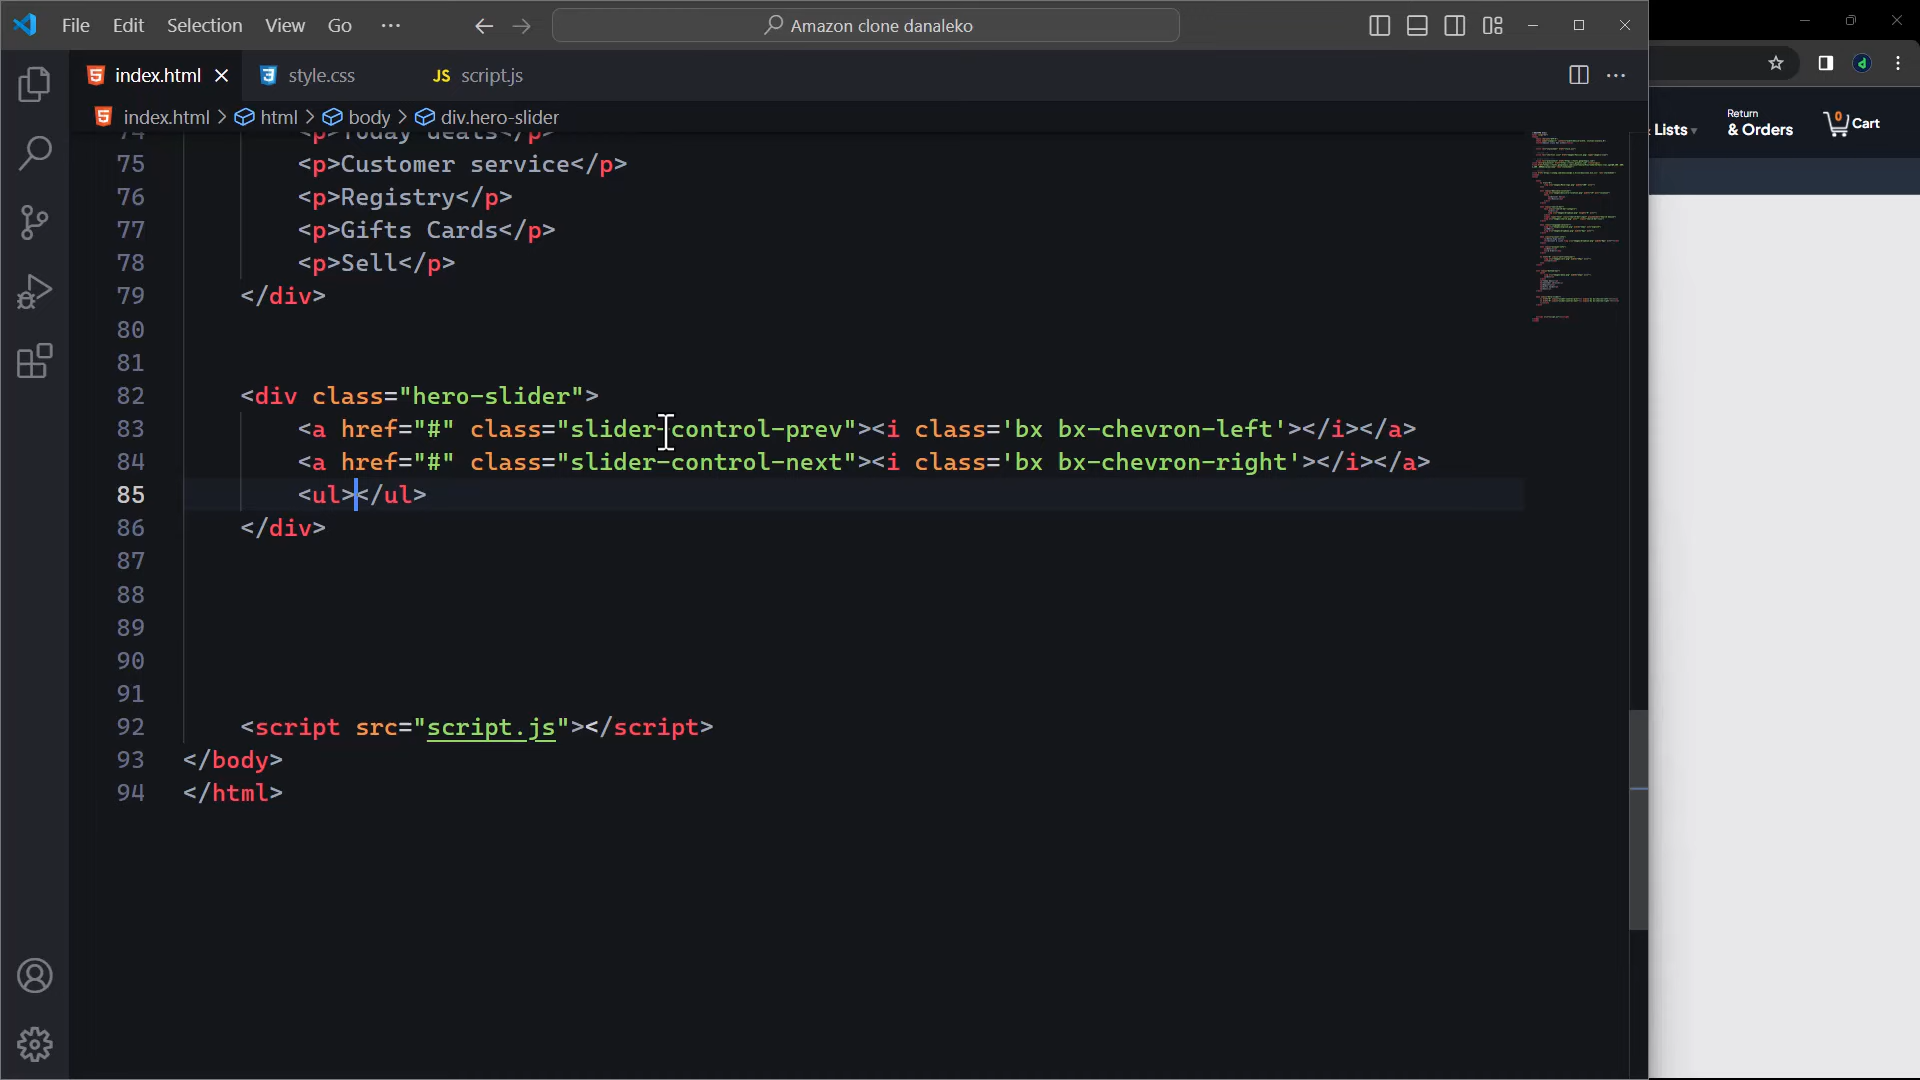 File Edit Selection View Go ··· Amazon clone danaleko
index.html style.css JS script.js
index.html > html > body > div.hero-slider
74 <p>Today deals</p>
75 <p>Customer service</p>
76 <p>Registry</p>
77 <p>Gifts Cards</p>
78 <p>Sell</p>
79 </div>
80
81
82 <div class="hero-slider">
83 <a href="#" class="slider-control-prev"><i class='bx bx-chevron-left'></i></a>
84 <a href="#" class="slider-control-next"><i class='bx bx-chevron-right'></i></a>
85 <ul></ul>
86 </div>
87
88
89
90
91
92 <script src="script.js"></script>
93 </body>
94 </html>
d
Lists
Return
& Orders
0
Cart